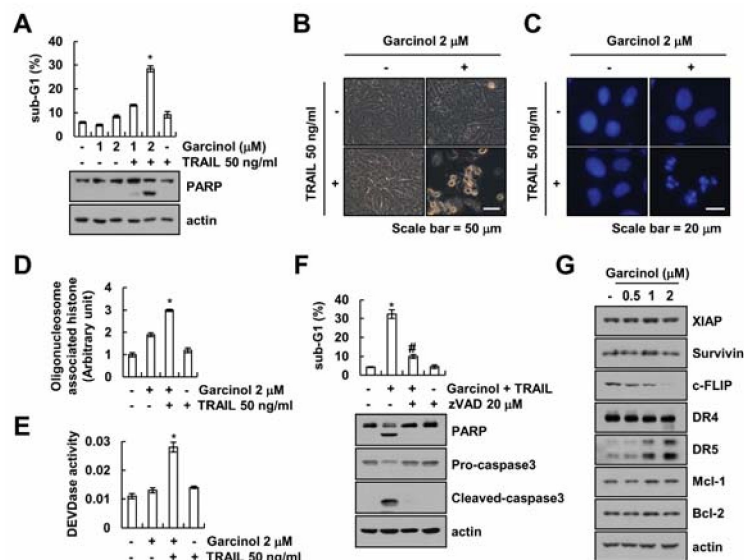 A
sub-G1 (%)
40
30
20
10
0
- 1 2 1 2 - Garcinol (μM)
- - - + + + TRAIL 50 ng/ml
PARP
actin
B
Garcinol 2 μM
- +
TRAIL 50 ng/ml
-
+
Scale bar = 50 μm
C
Garcinol 2 μM
- +
TRAIL 50 ng/ml
-
+
Scale bar = 20 μm
D
Oligonucleosome
associated histone
(Arbitrary unit)
4
3
2
1
0
*
- + + - Garcinol 2 μM
- - + + TRAIL 50 ng/ml
E
DEVDase activity
0.03
0.02
0.01
0
*
- + + - Garcinol 2 μM
- - + + TRAIL 50 ng/ml
F
sub-G1 (%)
40
30
20
10
0
*
#
- + + - Garcinol + TRAIL
- - + + zVAD 20 μM
PARP
Pro-caspase3
Cleaved-caspase3
actin
G
Garcinol (μM)
- 0.5 1 2
XIAP
Survivin
c-FLIP
DR4
DR5
Mcl-1
Bcl-2
actin